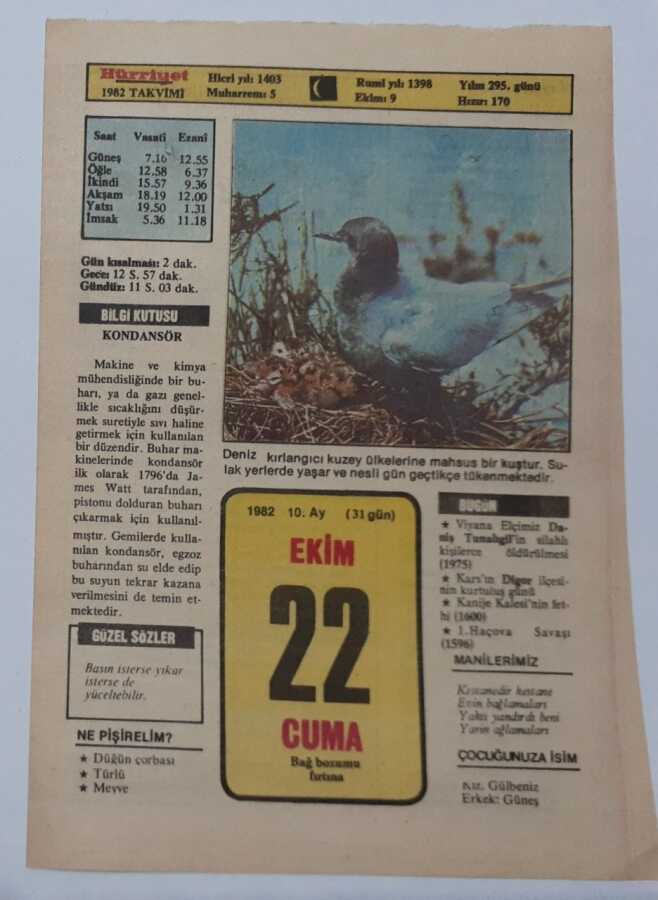 Hürriyet
1982 TAKVİMİ
Hicri yılı: 1403
Muharrem: 5
Rumi yılı: 1398
Ekim: 9
Yılın 295. günü
Hızır: 170
Saat Vasatî Ezanî
Güneş 7.16 12.55
Öğle 12.58 6.37
İkindi 15.57 9.36
Akşam 18.19 12.00
Yatsı 19.50 1.31
İmsak 5.36 11.18
Gün kısalması: 2 dak.
Gece: 12 S. 57 dak.
Gündüz: 11 S. 03 dak.
BİLGİ KUTUSU
KONDANSÖR
Makine ve kimya
mühendisliğinde bir bu-
harı, ya da gazı genel-
likle sıcaklığını düşür-
mek suretiyle sıvı haline
getirmek için kullanılan
bir düzendir. Buhar ma-
kinelerinde kondansör
ilk olarak 1796'da Ja-
mes Watt tarafından,
pistonu dolduran buharı
çıkarmak için kullanıl-
mıştır. Gemilerde kulla-
nılan kondansör, egzoz
buharından su elde edip
bu suyun tekrar kazana
verilmesini de temin et-
mektedir.
GÜZEL SÖZLER
Basın isterse yıkar
isterse de
yüceltebilir.
NE PİŞİRELİM?
★ Düğün çorbası
★ Türlü
★ Meyve
Deniz kırlangıcı kuzey ülkelerine mahsus bir kuştur. Su-
lak yerlerde yaşar ve nesli gün geçtikçe tükenmektedir.
1982 10. Ay (31 gün)
EKİM
22
CUMA
Bağ bozumu
fırtına
BUGÜN
★ Viyana Elçimiz Da-
niş Tunalıgil'in silahlı
kişilerce öldürülmesi
(1975)
★ Kars'ın Digor ilçesi-
nin kurtuluş günü
★ Kanije Kalesi'nin fet-
hi (1600)
★ 1. Haçova Savaşı
(1596)
MANİLERİMİZ
Kestanedir kestane
Evin bağlamaları
Yaktı yandırdı beni
Yarin ağlamaları
ÇOCUĞUNUZA İSİM
Kız: Gülbeniz
Erkek: Güneş